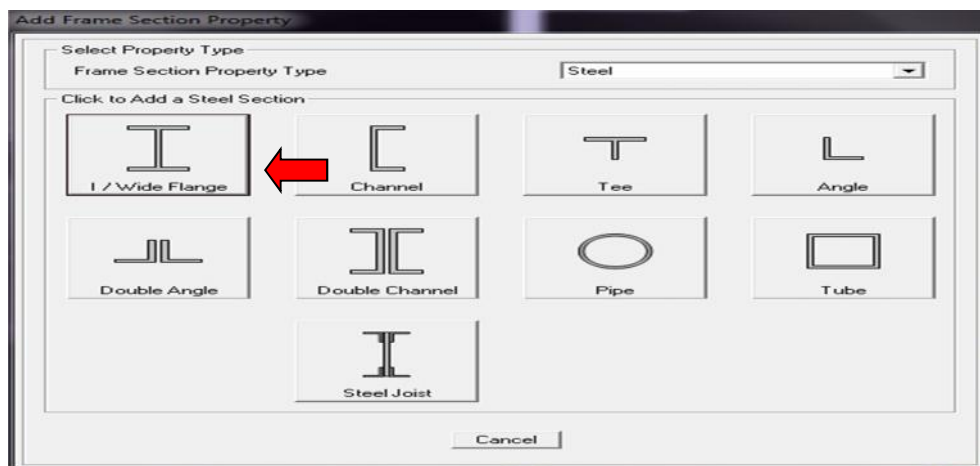 Add Frame Section Property
Select Property Type
Frame Section Property Type
Steel
Click to Add a Steel Section
I / Wide Flange
Channel
Tee
Angle
Double Angle
Double Channel
Pipe
Tube
Steel Joist
Cancel